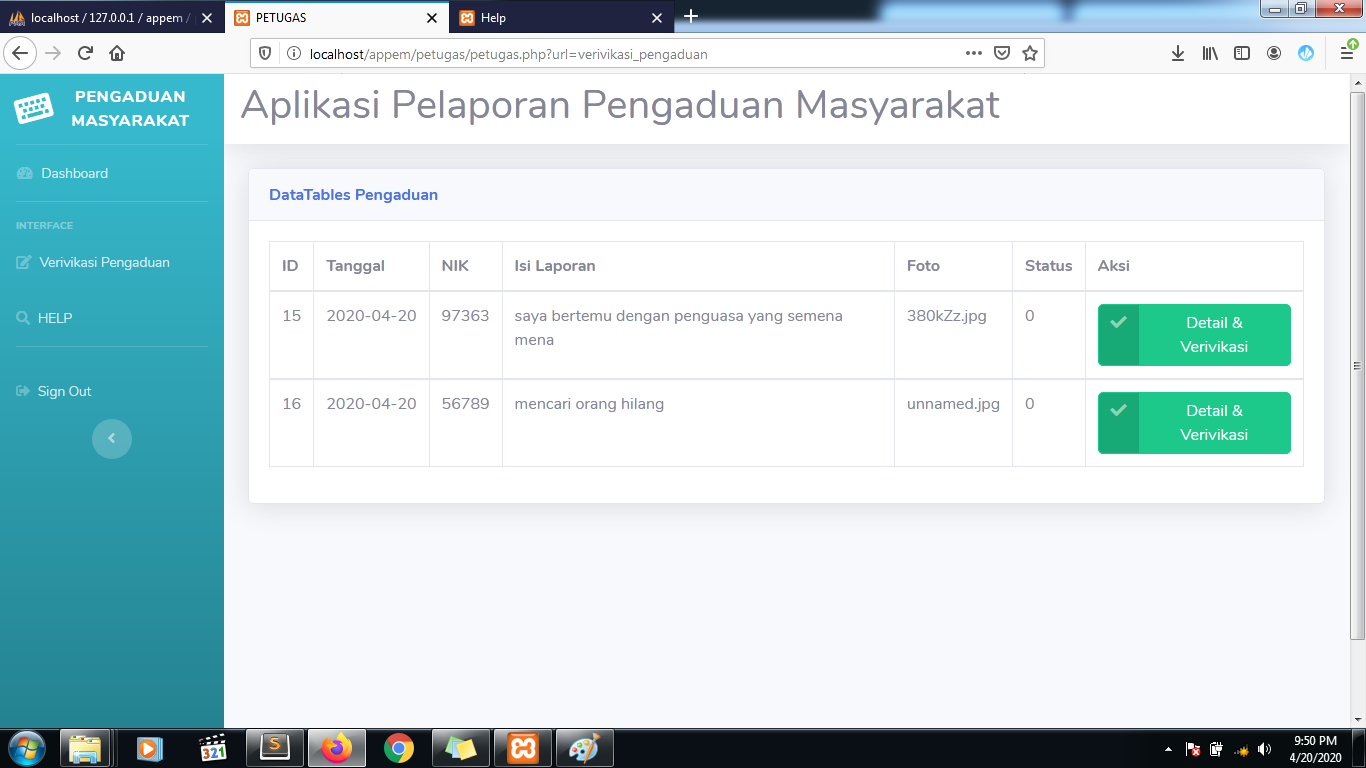 localhost / 127.0.0.1 / appem /
PETUGAS
Help
localhost/appem/petugas/petugas.php?url=verivikasi_pengaduan
PENGADUAN
MASYARAKAT
Dashboard
INTERFACE
Verivikasi Pengaduan
HELP
Sign Out
Aplikasi Pelaporan Pengaduan Masyarakat
DataTables Pengaduan
ID Tanggal NIK Isi Laporan Foto Status Aksi
15 2020-04-20 97363 saya bertemu dengan penguasa yang semena 380kZz.jpg 0 Detail &
mena Verivikasi
16 2020-04-20 56789 mencari orang hilang unnamed.jpg 0 Detail &
Verivikasi
321
S
9:50 PM
4/20/2020